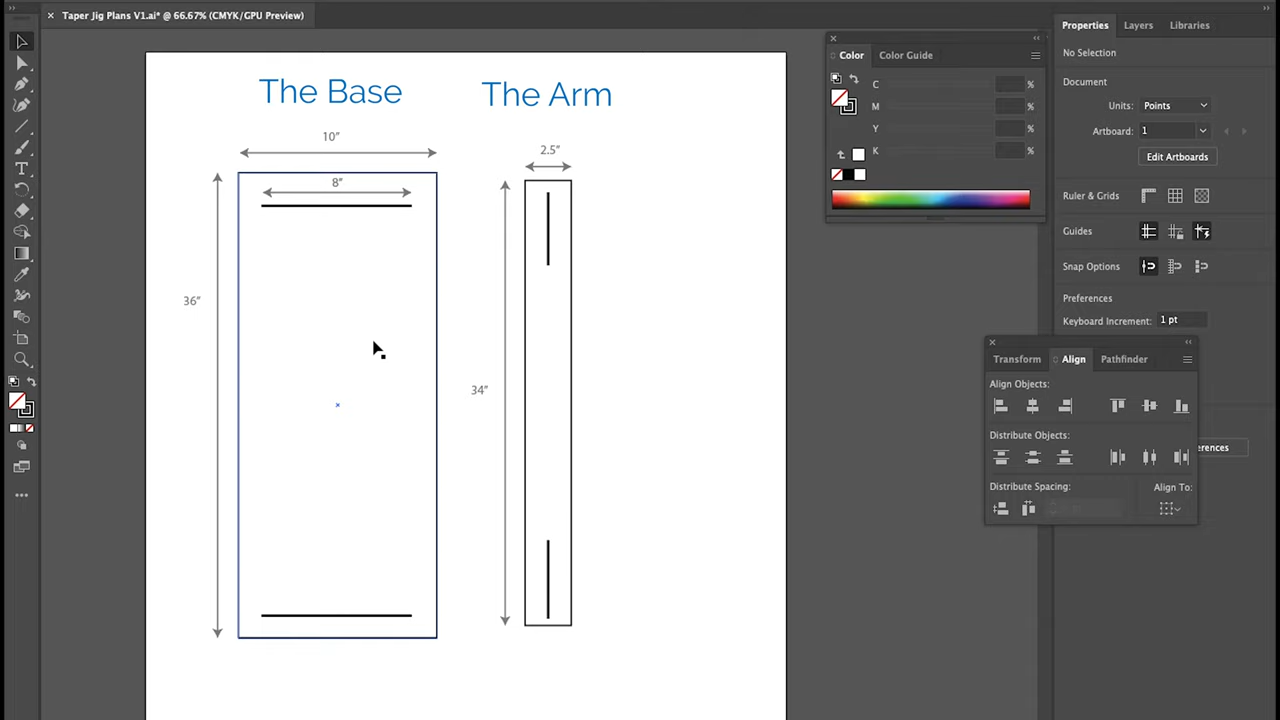 Taper Jig Plans V1.ai* @ 66.67% (CMYK/GPU Preview)
The Base
The Arm
10”
2.5”
8”
36”
34”
Color
Color Guide
C
%
M
%
Y
%
K
%
Properties
Layers
Libraries
No Selection
Document
Units:
Points
Artboard:
1
Edit Artboards
Ruler & Grids
Guides
Snap Options
Preferences
Keyboard Increment:
1 pt
erences
Transform
Align
Pathfinder
Align Objects:
Distribute Objects:
Distribute Spacing:
Align To: